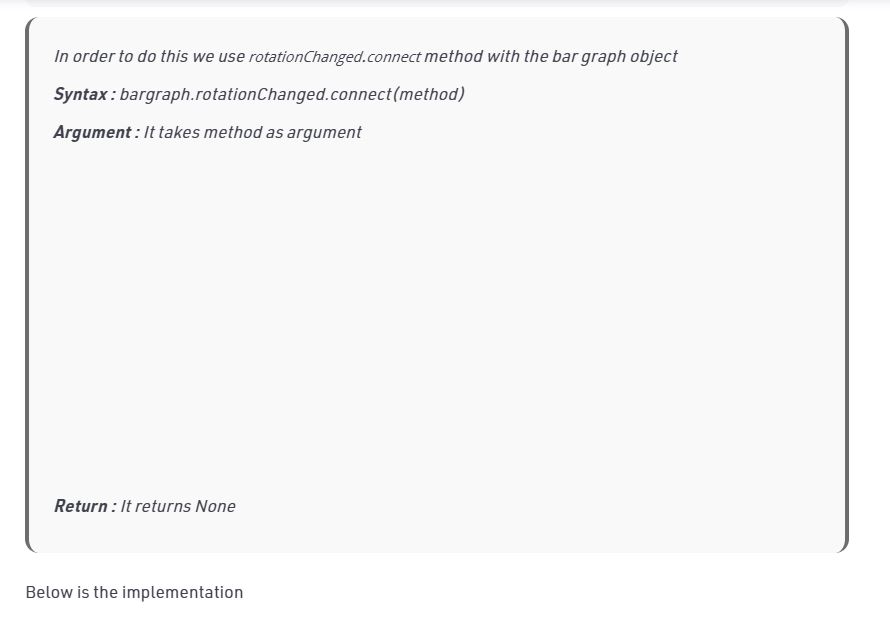 In order to do this we use rotationChanged.connect method with the bar graph object
Syntax : bargraph.rotationChanged.connect(method)
Argument : It takes method as argument
Return : It returns None
Below is the implementation